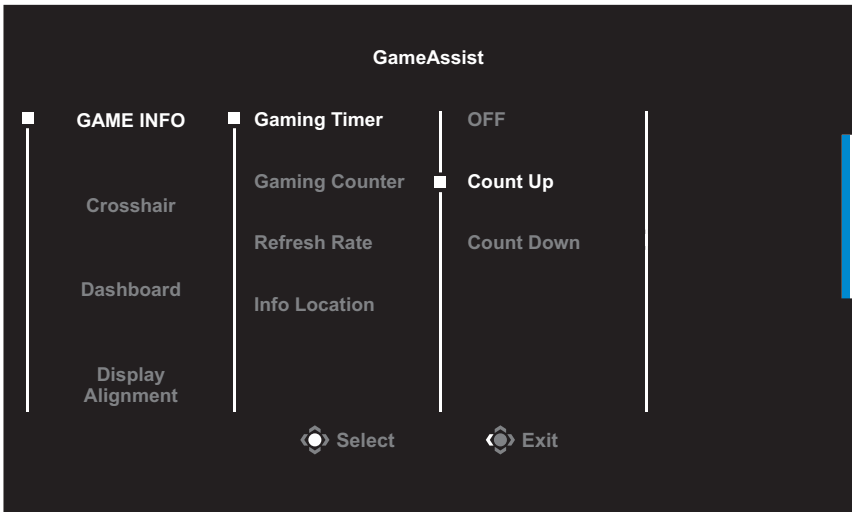 GameAssist
GAME INFO
Crosshair
Dashboard
Display
Alignment
Gaming Timer
Gaming Counter
Refresh Rate
Info Location
OFF
Count Up
Count Down
Select
Exit